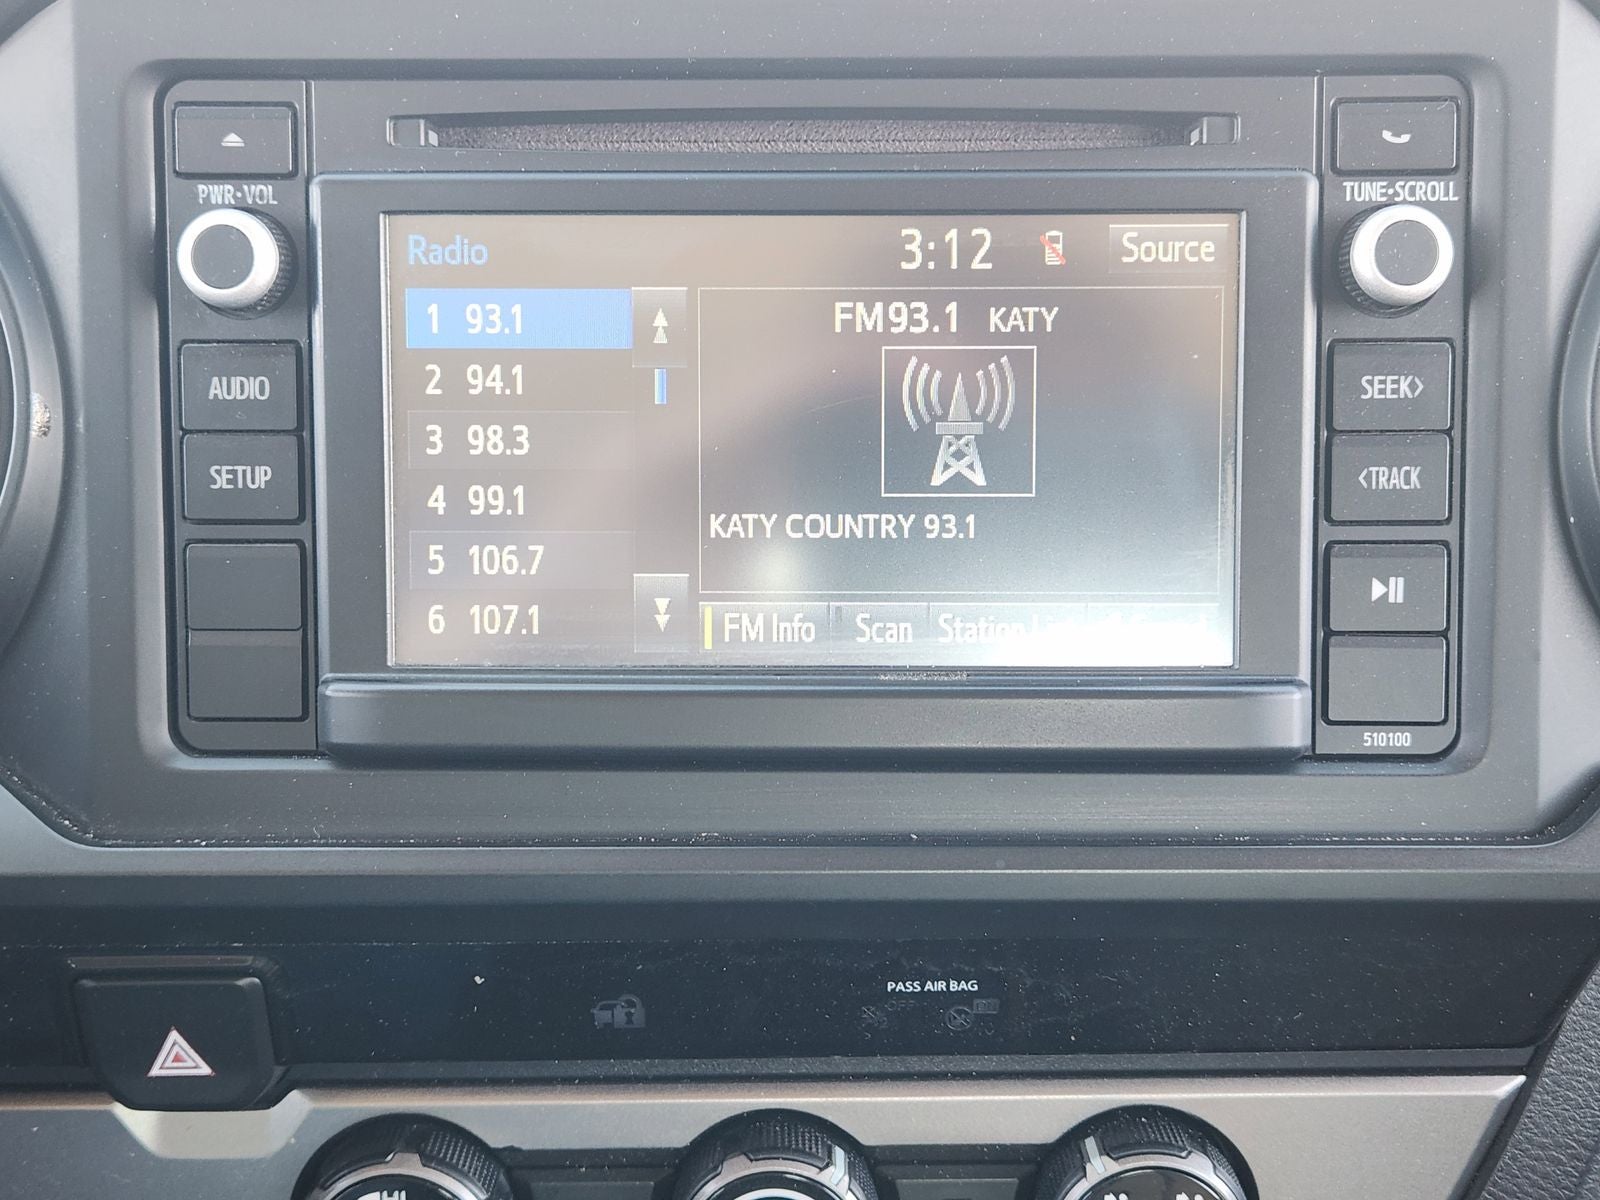 PWR•VOL
TUNE•SCROLL
Radio 3:12 Source
1 93.1
FM93.1 KATY
2 94.1
3 98.3
4 99.1
5 106.7
6 107.1
KATY COUNTRY 93.1
FM Info Scan Station
AUDIO
SETUP
SEEK>
<TRACK
510100
PASS AIR BAG
OFF